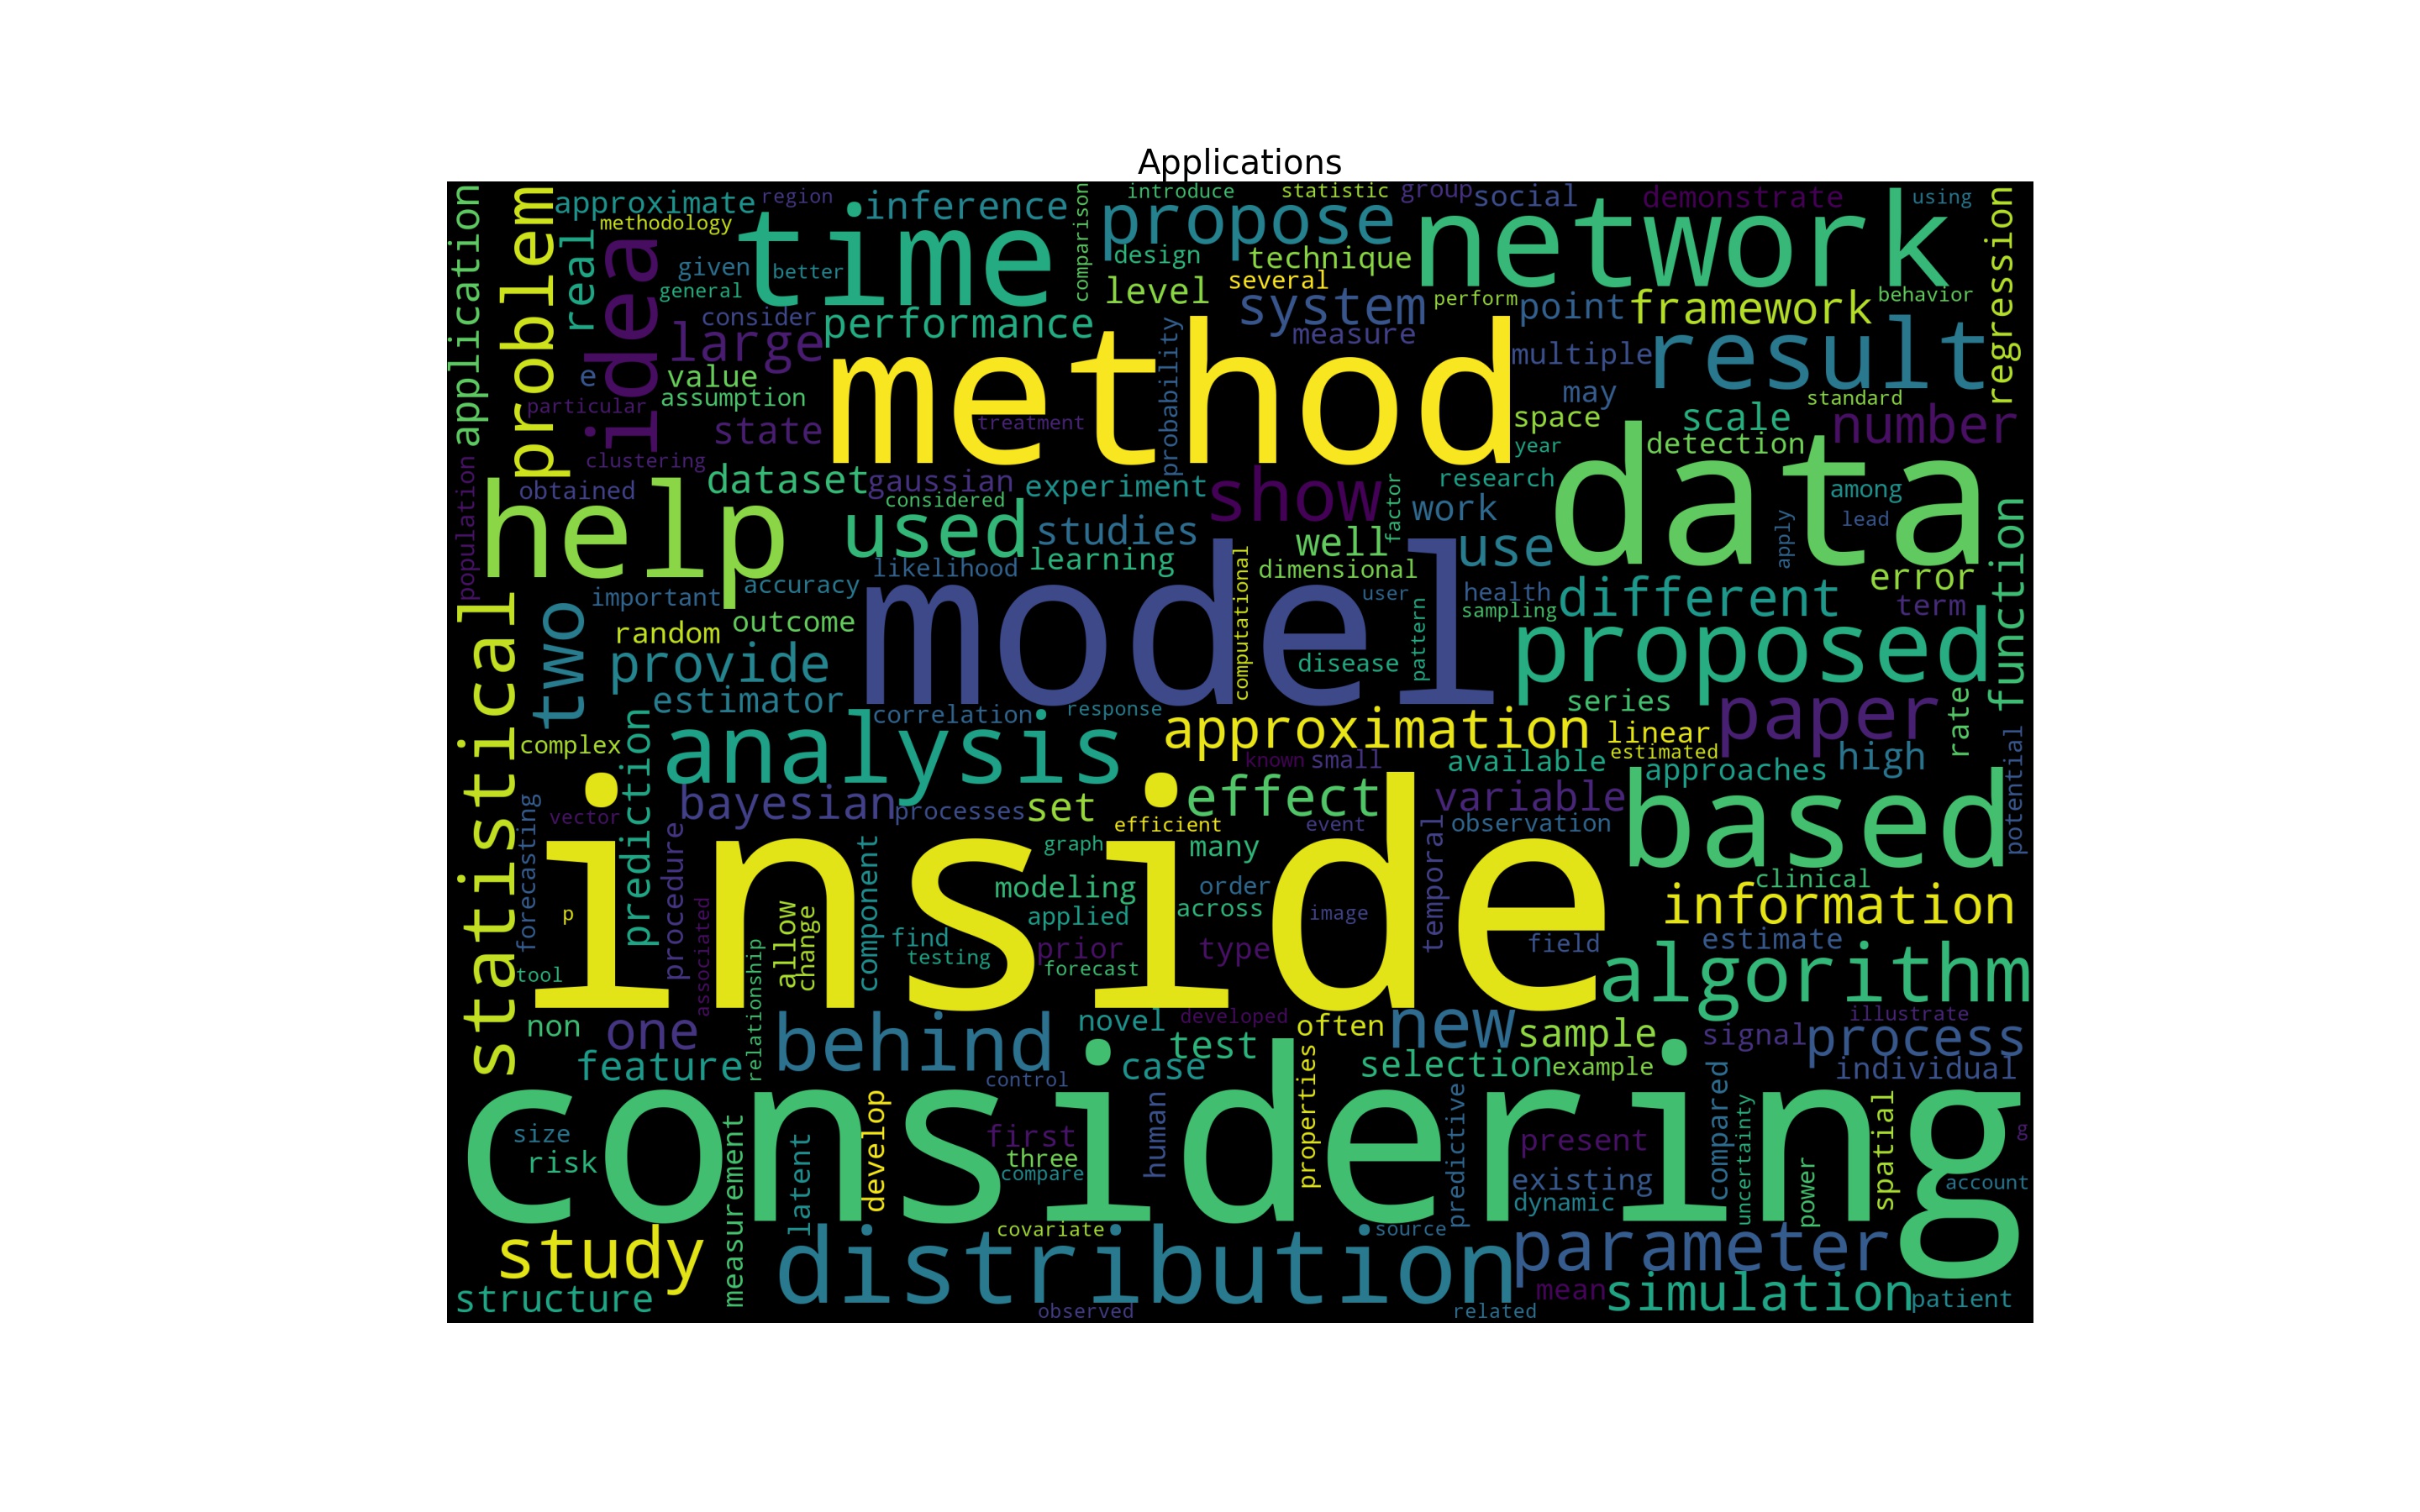 Applications
application
problem
approximate
region
methodology
real
idea
given
better
general
time
inference
comparison
introduce
statistic
group
social
demonstrate
using
propose
design
technique
several
level
network
regression
consider
performance
large
system
perform
point
framework
behavior
measure
e
value
assumption
particular
method
probability
multiple
result
may
standard
state
treatment
space
scale
number
clustering
year
detection
population
obtained
dataset
gaussian
considered
experiment
show
factor
research
data
among
help
used
studies
work
apply
lead
function
learning
well
use
statistical
two
important
accuracy
likelihood
model
computational
dimensional
user
health
sampling
different
error
term
random
outcome
provide
disease
pattern
proposed
estimator
correlation
response
series
paper
rate
complex
prediction
analysis
approximation
linear
estimated
known
small
available
approaches
high
potential
forecasting
vector
bayesian
processes
set
effect
variable
based
procedure
inside
efficient
event
observation
graph
many
temporal
component
modeling
order
clinical
p
allow
change
applied
across
image
information
associated
find
testing
prior
type
field
estimate
tool
relationship
forecast
algorithm
non
one
behind
novel
developed
often
new
sample
signal
illustrate
process
feature
test
case
selection
example
individual
control
properties
considering
compared
size
risk
measurement
develop
latent
first
three
compare
human
predictive
present
uncertainty
spatial
g
existing
dynamic
power
account
study
covariate
source
distribution
parameter
structure
observed
related
mean
simulation
patient